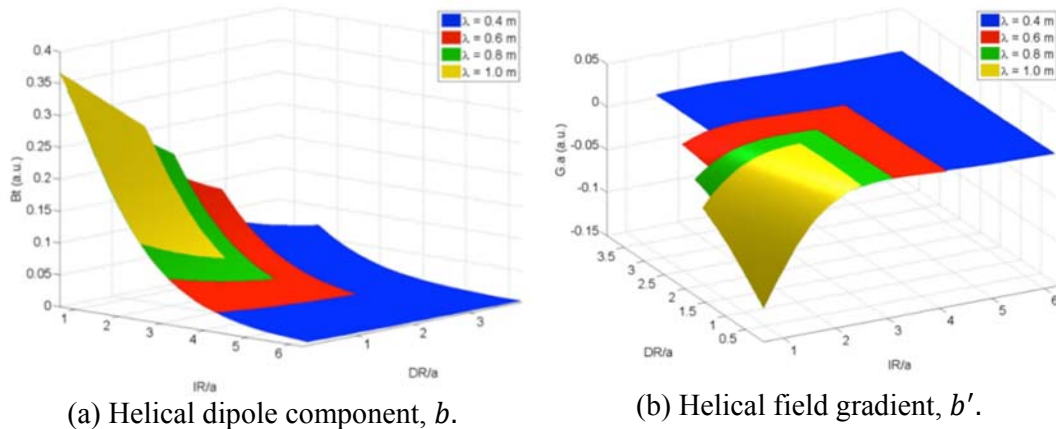 λ = 0.4 m
λ = 0.6 m
λ = 0.8 m
λ = 1.0 m
0.4
0.35
0.3
0.25
0.2
0.15
0.1
0.05
0
Bt (a.u.)
1
2
3
4
5
6
IR/a
1
2
3
DR/a
(a) Helical dipole component, b.
λ = 0.4 m
λ = 0.6 m
λ = 0.8 m
λ = 1.0 m
0.05
0
-0.05
-0.1
-0.15
G.a (a.u.)
3.5
3
2.5
2
1.5
1
0.5
DR/a
1
2
3
4
5
6
IR/a
(b) Helical field gradient, b′.